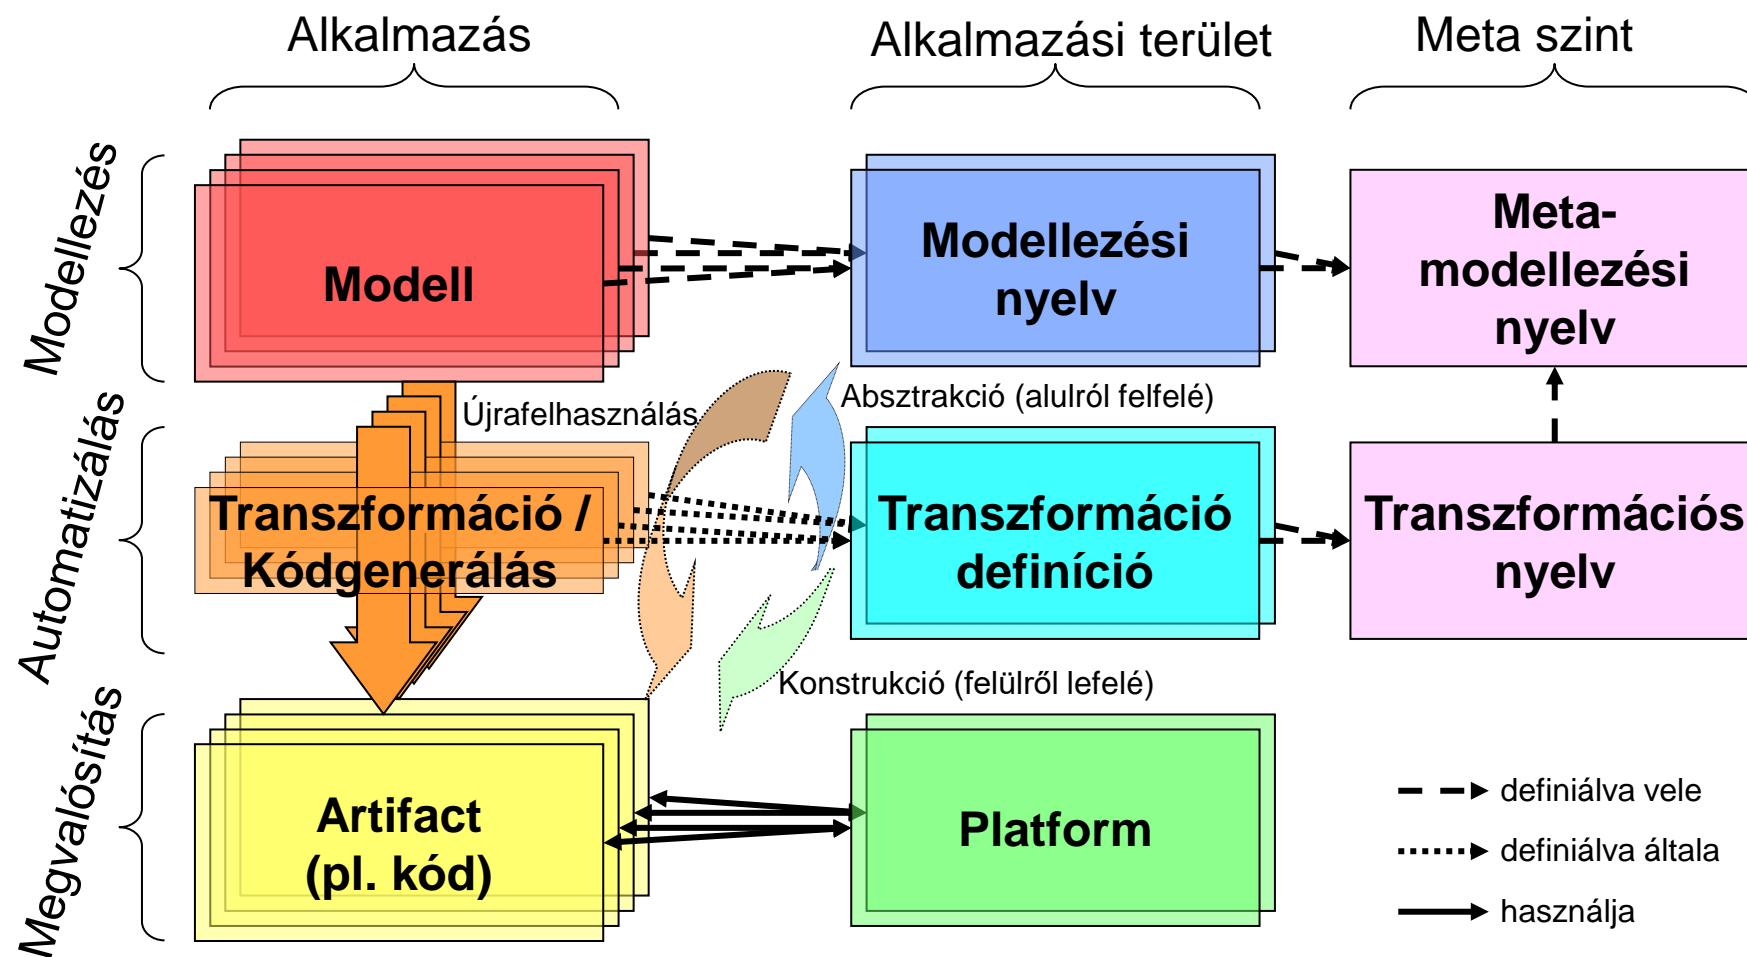 Alkalmazás
Alkalmazási terület
Meta szint
Modellezés
Modell
Modellezési
nyelv
Meta-
modellezési
nyelv
Újrafelhasználás
Absztrakció (alulról felfelé)
Automatizálás
Transzformáció /
Kódgenerálás
Transzformáció
definíció
Transzformációs
nyelv
Konstrukció (felülről lefelé)
Megvalósítás
Artifact
(pl. kód)
Platform
definiálva vele
definiálva általa
használja